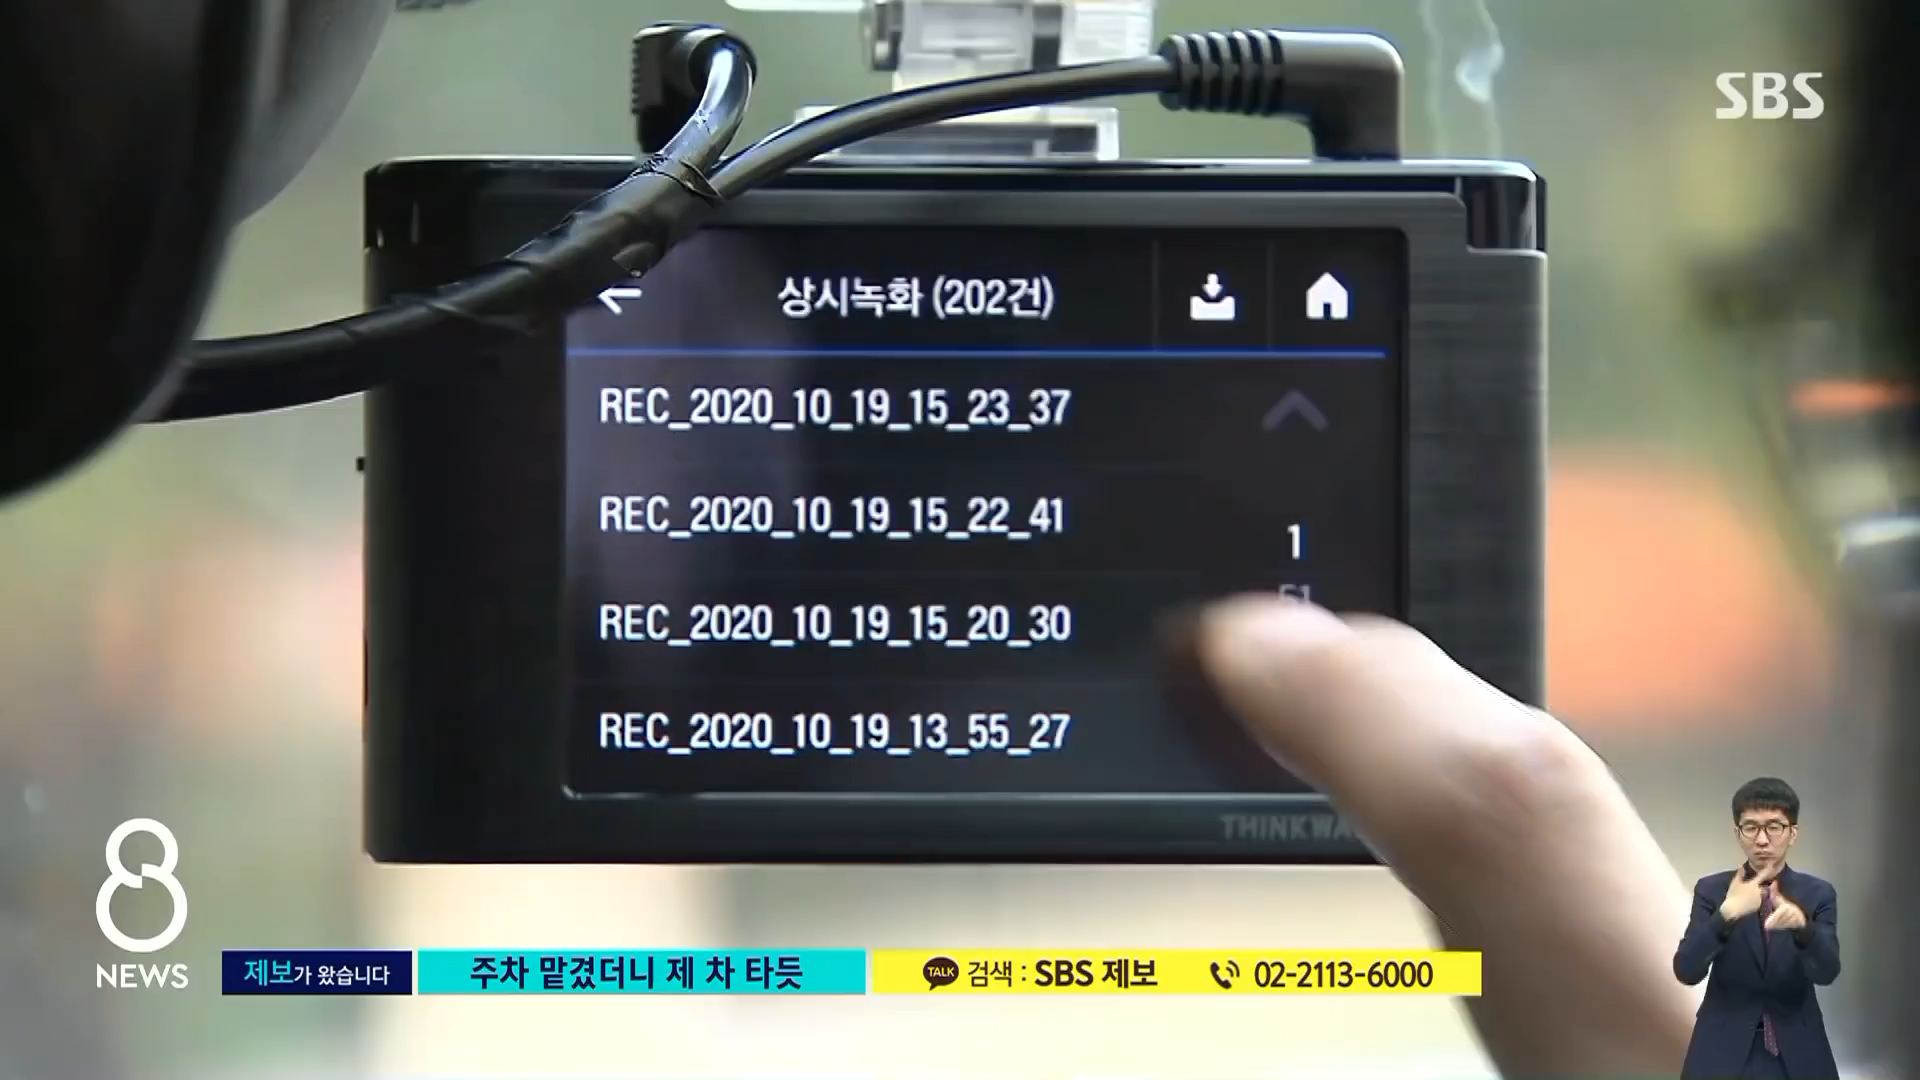 SBS
상시녹화 (202건)
REC_2020_10_19_15_23_37
REC_2020_10_19_15_22_41
1
51
REC_2020_10_19_15_20_30
REC_2020_10_19_13_55_27
8
NEWS
제보가 왔습니다
주차 맡겼더니 제 차 타듯
TALK 검색 : SBS 제보 02-2113-6000